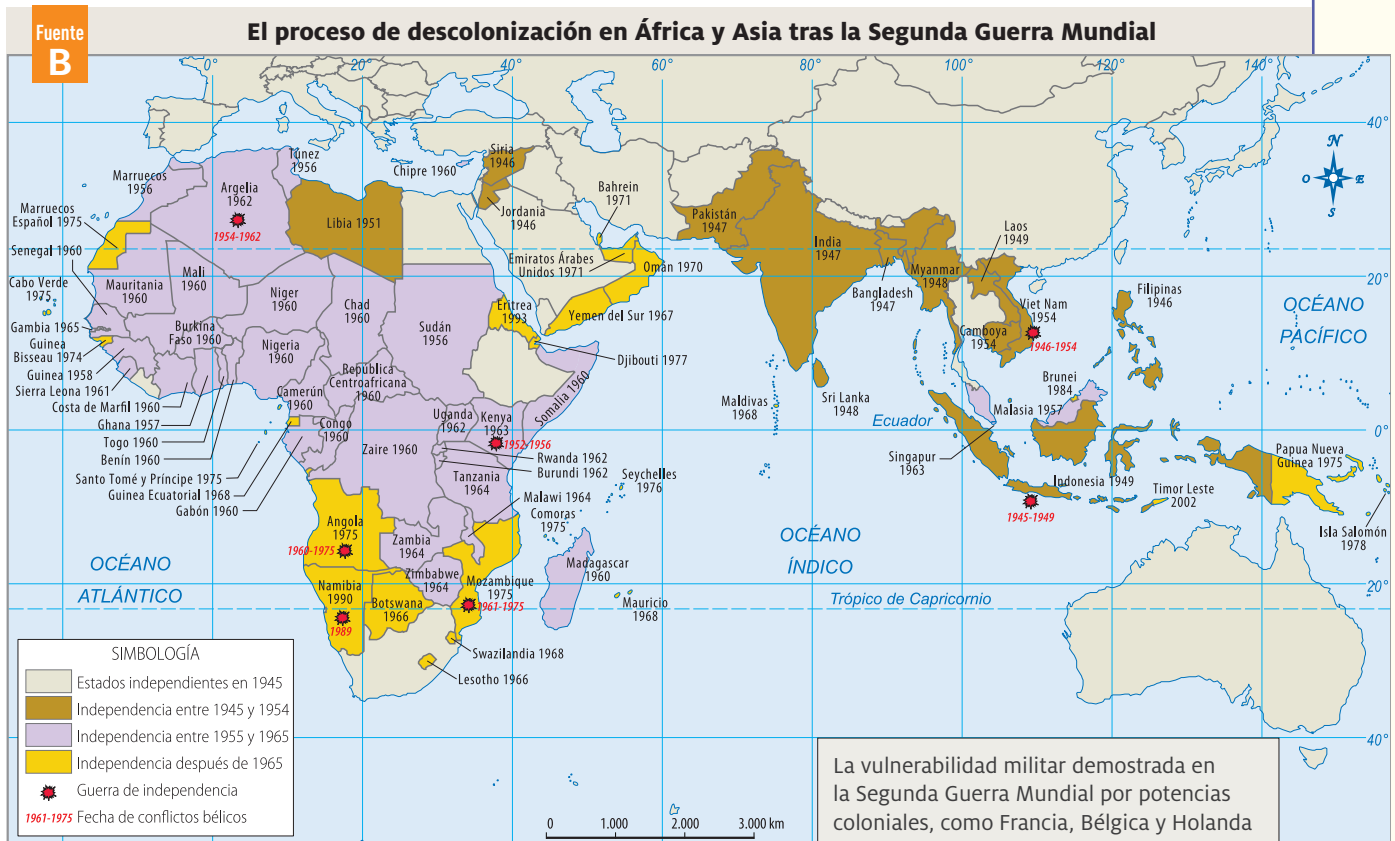 Fuente
B
El proceso de descolonización en África y Asia tras la Segunda Guerra Mundial
0°
20°
40°
60°
80°
100°
120°
140°
40°
20°
0°
20°
40°
N
O
E
S
Túnez
1956
Marruecos
1956
Argelia
1962
1954-1962
Marruecos
Español 1975
Libia 1951
Chipre 1960
Siria
1946
Jordania
1946
Bahrein
1971
Emiratos Árabes
Unidos 1971
Oman 1970
Yemen del Sur 1967
Pakistán
1947
India
1947
Bangladesh
1947
Myanmar
1948
Laos
1949
Viet Nam
1954
1946-1954
Camboya
1954
Filipinas
1946
OCÉANO
PACÍFICO
Senegal 1960
Cabo Verde
1975
Mauritania
1960
Mali
1960
Niger
1960
Chad
1960
Sudán
1956
Eritrea
1993
Djibouti 1977
Gambia 1965
Guinea
Bisseau 1974
Guinea 1958
Sierra Leona 1961
Costa de Marfil 1960
Ghana 1957
Togo 1960
Benín 1960
Burkina
Faso 1960
Nigeria
1960
Camerún
1960
República
Centroafricana
1960
Somalia 1960
Santo Tomé y Príncipe 1975
Guinea Ecuatorial 1968
Gabón 1960
Congo
1960
Zaire 1960
Uganda
1962
Kenya
1963
1952-1956
Rwanda 1962
Burundi 1962
Tanzania
1964
Malawi 1964
Seychelles
1976
Comoras
1975
Maldivas
1968
Sri Lanka
1948
Ecuador
Brunei
1984
Malasia 1957
Singapur
1963
Indonesia 1949
1945-1949
Timor Leste
2002
Papua Nueva
Guinea 1975
Isla Salomón
1978
Angola
1975
1960-1975
Zambia
1964
Zimbabwe
1964
Mozambique
1975
1961-1975
Madagascar
1960
Mauricio
1968
Namibia
1990
1989
Botswana
1966
Swazilandia 1968
Lesotho 1966
OCÉANO
ATLÁNTICO
OCÉANO
ÍNDICO
Trópico de Capricornio
SIMBOLOGÍA
Estados independientes en 1945
Independencia entre 1945 y 1954
Independencia entre 1955 y 1965
Independencia después de 1965
Guerra de independencia
1961-1975 Fecha de conflictos bélicos
0 1.000 2.000 3.000 km
La vulnerabilidad militar demostrada en
la Segunda Guerra Mundial por potencias
coloniales, como Francia, Bélgica y Holanda